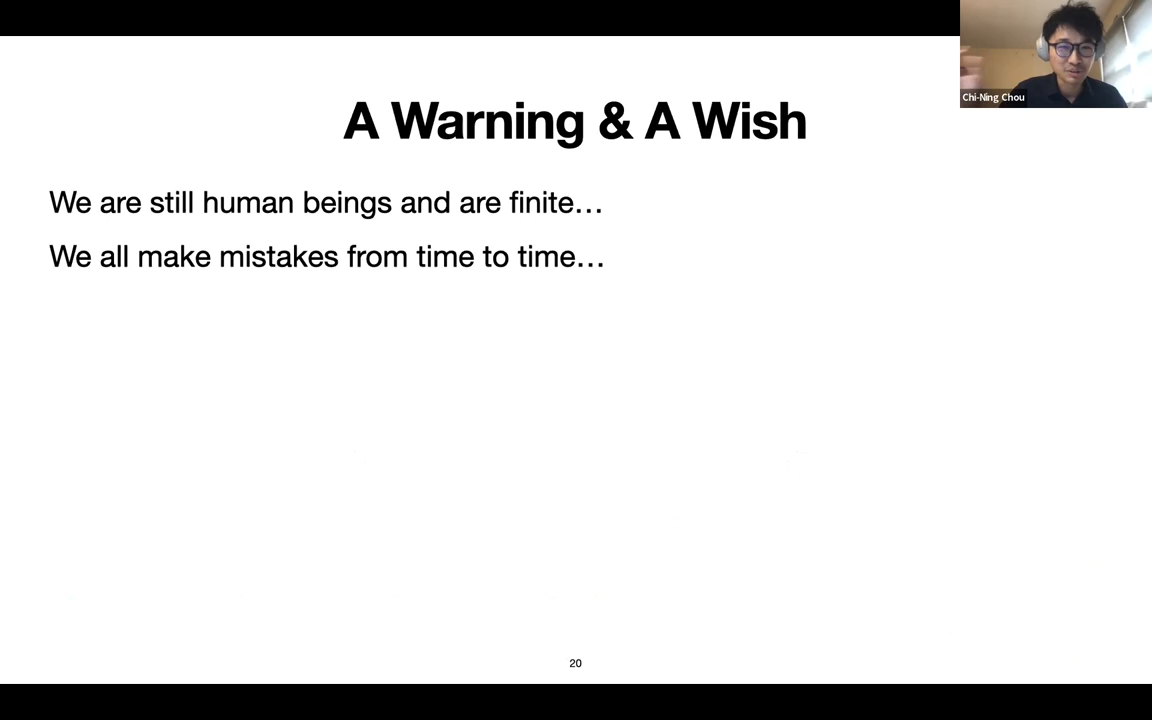 Chi-Ning Chou
A Warning & A Wish
We are still human beings and are finite…
We all make mistakes from time to time…
20